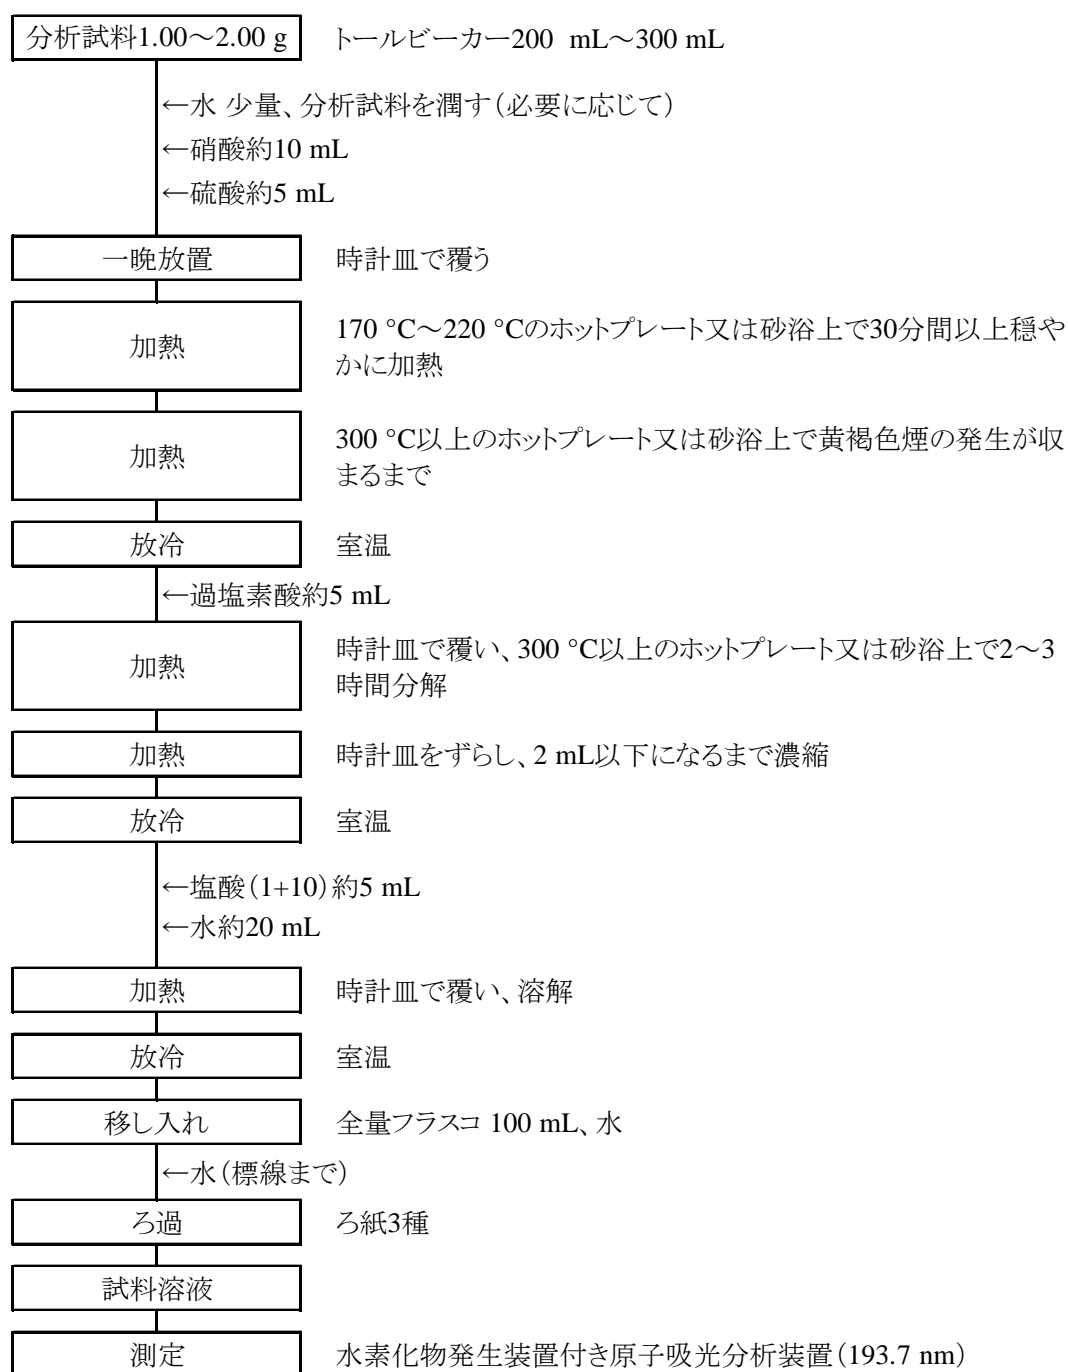 分析試料1.00～2.00 g　トールビーカー200 mL～300 mL
←水 少量、分析試料を潤す（必要に応じて）
←硝酸約10 mL
←硫酸約5 mL
一晩放置　時計皿で覆う
加熱　170 °C～220 °Cのホットプレート又は砂浴上で30分間以上穏や
かに加熱
加熱　300 °C以上のホットプレート又は砂浴上で黄褐色煙の発生が収
まるまで
放冷　室温
←過塩素酸約5 mL
加熱　時計皿で覆い、300 °C以上のホットプレート又は砂浴上で2～3
時間分解
加熱　時計皿をずらし、2 mL以下になるまで濃縮
放冷　室温
←塩酸（1+10）約5 mL
←水約20 mL
加熱　時計皿で覆い、溶解
放冷　室温
移し入れ　全量フラスコ 100 mL、水
←水（標線まで）
ろ過　ろ紙3種
試料溶液
測定　水素化物発生装置付き原子吸光分析装置（193.7 nm）